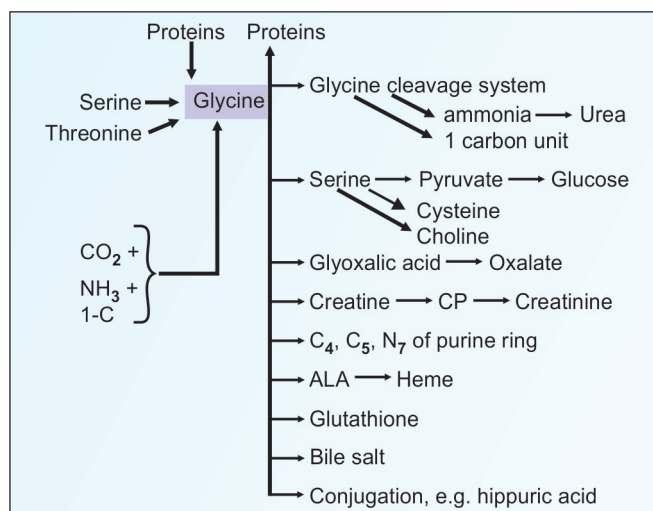 Proteins Proteins
Glycine cleavage system
Serine Glycine
ammonia Urea
Threonine
1 carbon unit
Serine Pyruvate Glucose
Cysteine
Choline
CO2 +
NH3 +
1-C
Glyoxalic acid Oxalate
Creatine CP Creatinine
C4, C5, N7 of purine ring
ALA Heme
Glutathione
Bile salt
Conjugation, e.g. hippuric acid